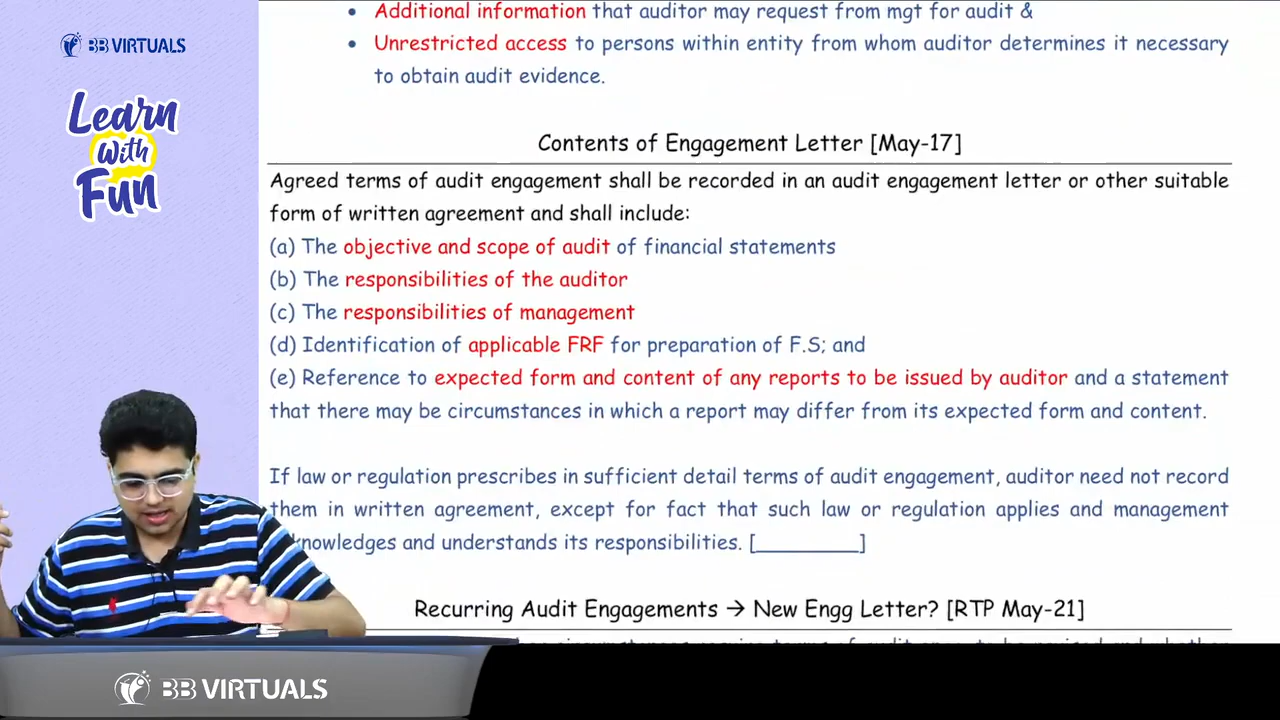 BB VIRTUALS
Learn
With
Fun
• Additional information that auditor may request from mgt for audit &
• Unrestricted access to persons within entity from whom auditor determines it necessary
to obtain audit evidence.
Contents of Engagement Letter [May-17]
Agreed terms of audit engagement shall be recorded in an audit engagement letter or other suitable
form of written agreement and shall include:
(a) The objective and scope of audit of financial statements
(b) The responsibilities of the auditor
(c) The responsibilities of management
(d) Identification of applicable FRF for preparation of F.S; and
(e) Reference to expected form and content of any reports to be issued by auditor and a statement
that there may be circumstances in which a report may differ from its expected form and content.
If law or regulation prescribes in sufficient detail terms of audit engagement, auditor need not record
them in written agreement, except for fact that such law or regulation applies and management
knowledges and understands its responsibilities. [_________]
Recurring Audit Engagements → New Engg Letter? [RTP May-21]
BB VIRTUALS